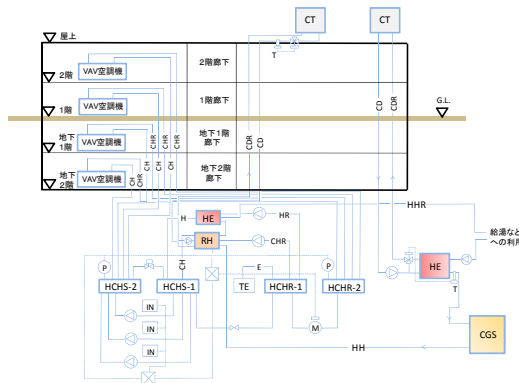 CT
CT
屋上
T
VAV空調機
2階
2階廊下
VAV空調機
1階
1階廊下
G.L.
CD
CDR
地下
1階
VAV空調機
CH
CHR
CH
CHR
CH
CHR
地下1階
廊下
CDR
CD
地下
2階
VAV空調機
CH
CHR
地下2階
廊下
HHR
H
HE
HR
給湯など
への利用
RH
CHR
P
CH
E
P
HE
T
HCHS-2
HCHS-1
TE
HCHR-1
HCHR-2
IN
IN
M
CGS
IN
HH